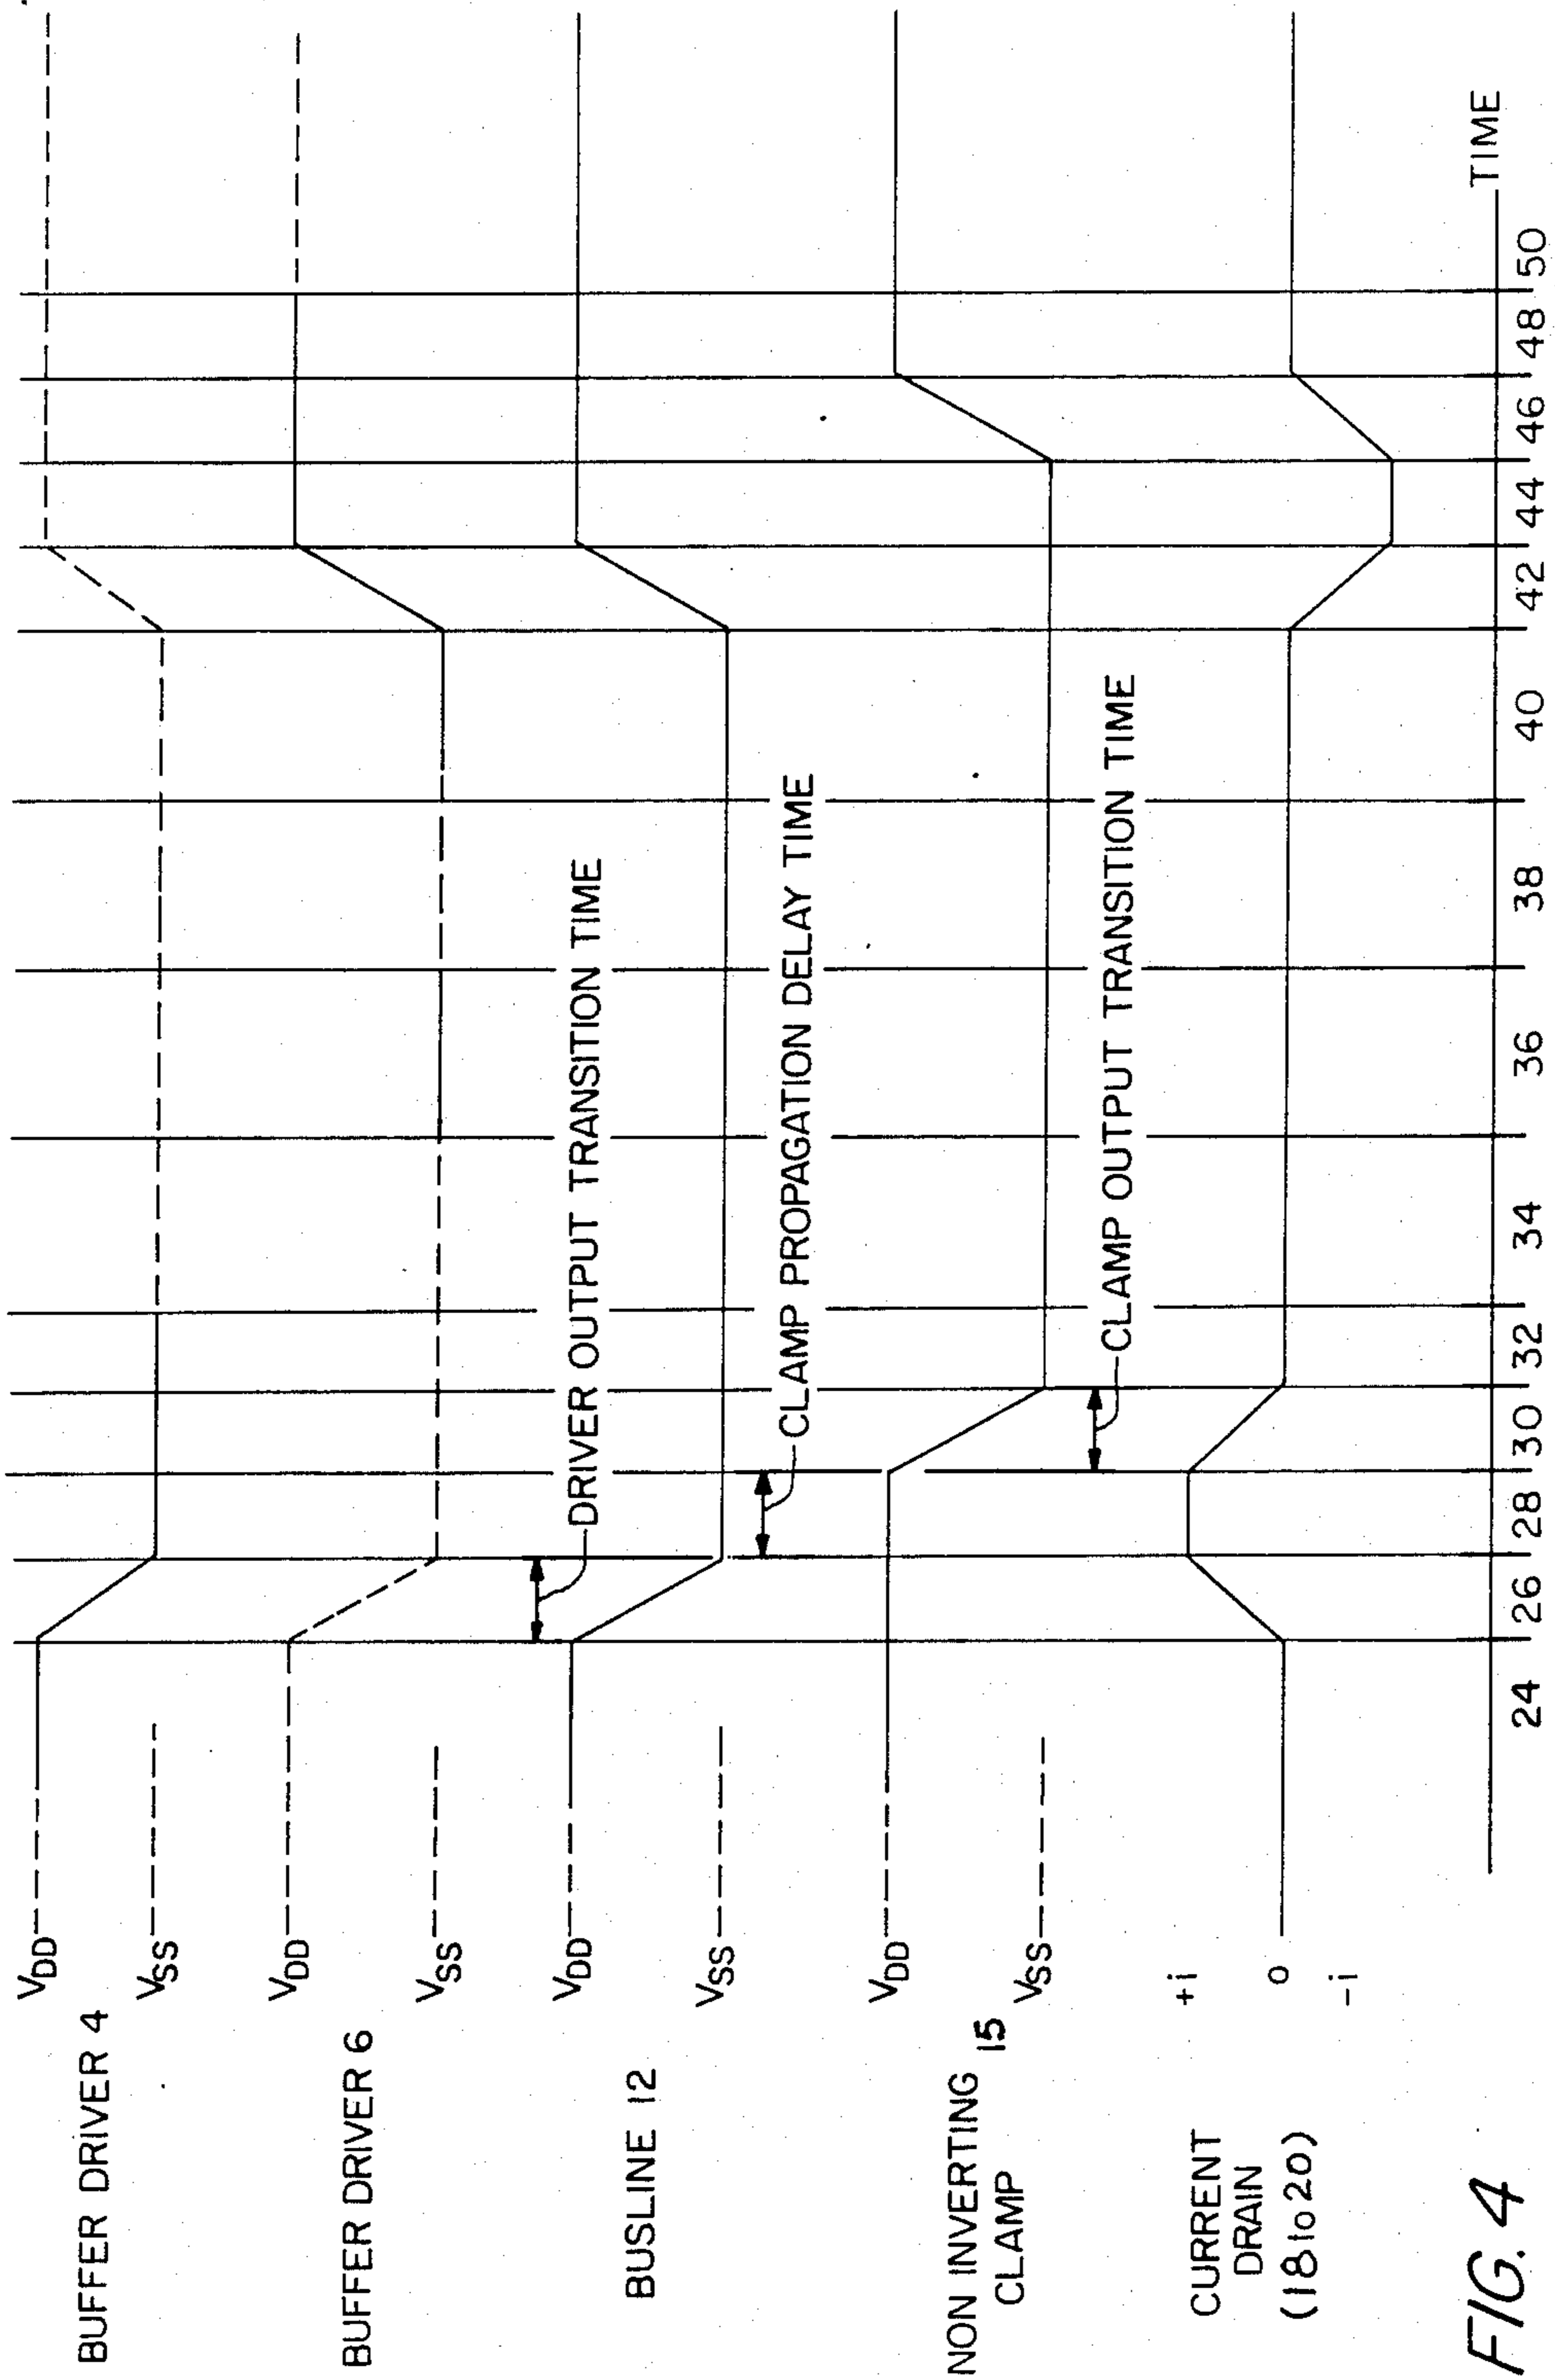 BUFFER DRIVER 4
VDD
VSS
BUFFER DRIVER 6
VDD
VSS
BUSLINE 12
VDD
VSS
DRIVER OUTPUT TRANSITION TIME
CLAMP PROPAGATION DELAY TIME
NON INVERTING 15
CLAMP
VDD
VSS
CLAMP OUTPUT TRANSITION TIME
CURRENT
DRAIN
(18 to 20)
+i
0
-i
TIME
24 26 28 30 32 34 36 38 40 42 44 46 48 50
FIG. 4